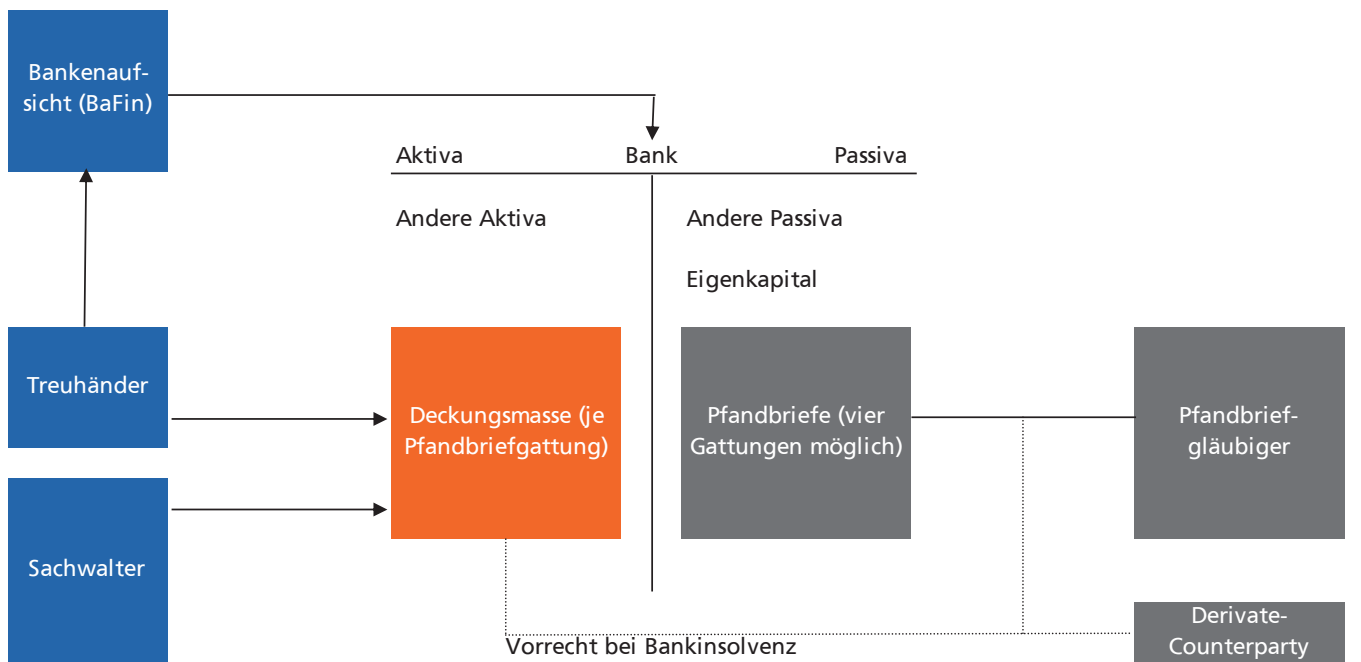 Bankenauf-
sicht (BaFin)
Aktiva Bank Passiva
Andere Aktiva Andere Passiva
Eigenkapital
Treuhänder
Deckungsmasse (je
Pfandbriefgattung)
Pfandbriefe (vier
Gattungen möglich)
Pfandbrief-
gläubiger
Sachwalter
Vorrecht bei Bankinsolvenz
Derivate-
Counterparty